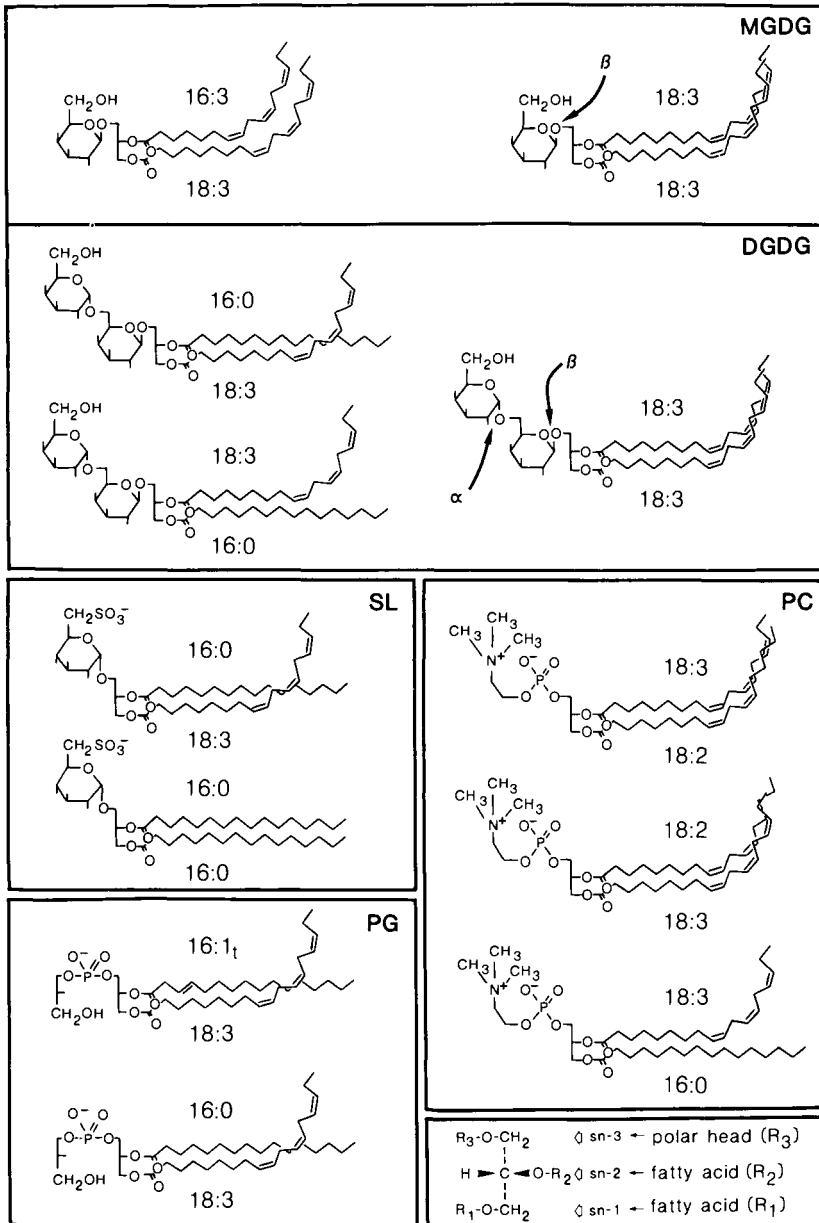 MGDG
β
CH2OH
16:3
O
O
O
O
O
18:3
CH2OH
18:3
O
O
O
O
O
18:3
DGDG
CH2OH
16:0
O
O
O
O
O
O
O
18:3
CH2OH
18:3
O
O
O
O
O
O
O
16:0
CH2OH
β
18:3
O
O
O
O
O
O
O
α
18:3
SL
CH2SO3−
16:0
O
O
O
O
O
18:3
CH2SO3−
16:0
O
O
O
O
O
16:0
PC
CH3
CH3
CH3
N+
O−
O
P
O
O
18:3
O
O
O
18:2
CH3
CH3
CH3
N+
O−
O
P
O
O
18:2
O
O
O
18:3
CH3
CH3
CH3
N+
O−
O
P
O
O
18:3
O
O
O
16:0
PG
16:1t
O−
O
O-P-O
O
O
O
CH2OH
18:3
16:0
O−
O
O-P-O
O
O
O
CH2OH
18:3
R3-O-CH2 ◊ sn-3 ← polar head (R3)
H C O-R2 ◊ sn-2 ← fatty acid (R2)
R1-O-CH2 ◊ sn-1 ← fatty acid (R1)